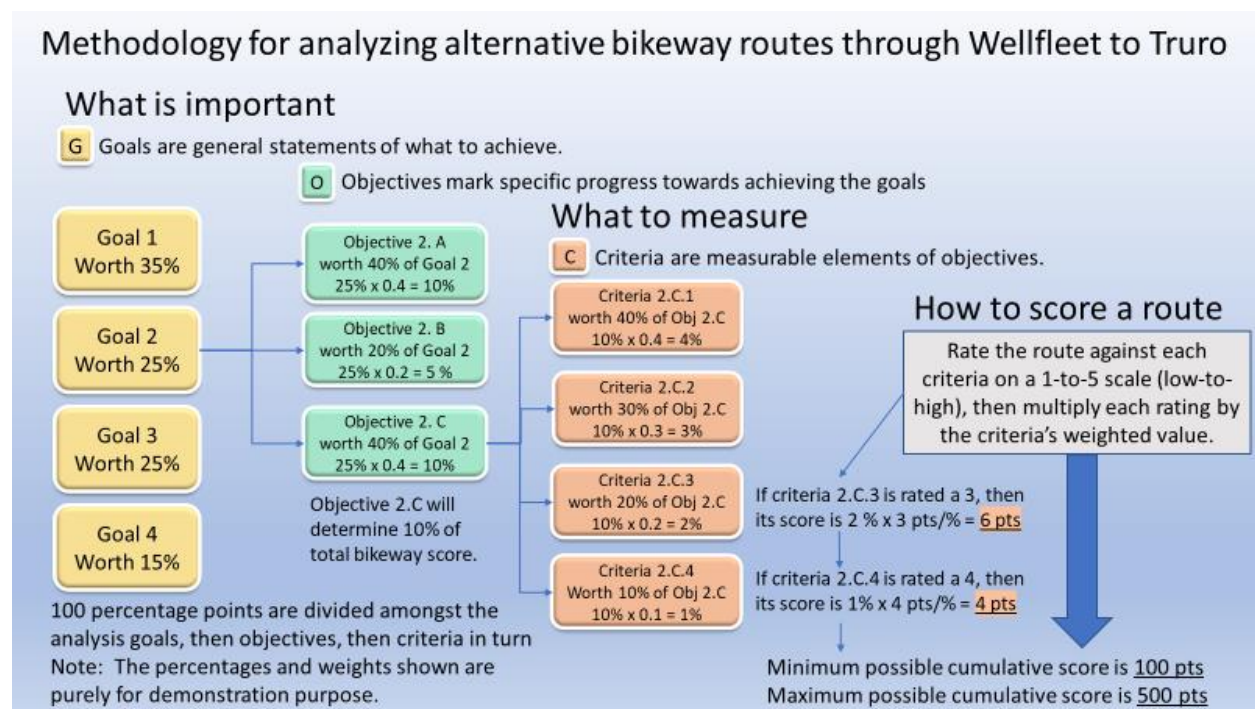 Methodology for analyzing alternative bikeway routes through Wellfleet to Truro
What is important
G Goals are general statements of what to achieve.
O Objectives mark specific progress towards achieving the goals
Goal 1
Worth 35%
Goal 2
Worth 25%
Goal 3
Worth 25%
Goal 4
Worth 15%
100 percentage points are divided amongst the
analysis goals, then objectives, then criteria in turn
Note: The percentages and weights shown are
purely for demonstration purpose.
Objective 2. A
worth 40% of Goal 2
25% x 0.4 = 10%
Objective 2. B
worth 20% of Goal 2
25% x 0.2 = 5 %
Objective 2. C
worth 40% of Goal 2
25% x 0.4 = 10%
Objective 2.C will
determine 10% of
total bikeway score.
What to measure
C Criteria are measurable elements of objectives.
Criteria 2.C.1
worth 40% of Obj 2.C
10% x 0.4 = 4%
Criteria 2.C.2
worth 30% of Obj 2.C
10% x 0.3 = 3%
Criteria 2.C.3
worth 20% of Obj 2.C
10% x 0.2 = 2%
Criteria 2.C.4
Worth 10% of Obj 2.C
10% x 0.1 = 1%
How to score a route
Rate the route against each
criteria on a 1-to-5 scale (low-to-
high), then multiply each rating by
the criteria's weighted value.
If criteria 2.C.3 is rated a 3, then
its score is 2 % x 3 pts/% = 6 pts
If criteria 2.C.4 is rated a 4, then
its score is 1% x 4 pts/% = 4 pts
Minimum possible cumulative score is 100 pts
Maximum possible cumulative score is 500 pts